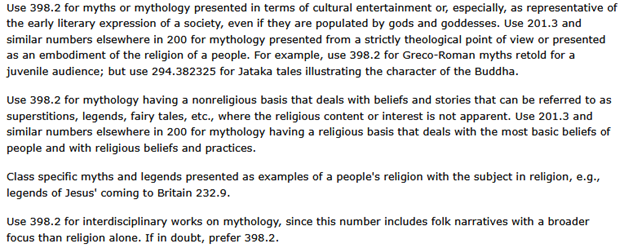 Use 398.2 for myths or mythology presented in terms of cultural entertainment or, especially, as representative of
the early literary expression of a society, even if they are populated by gods and goddesses. Use 201.3 and
similar numbers elsewhere in 200 for mythology presented from a strictly theological point of view or presented
as an embodiment of the religion of a people. For example, use 398.2 for Greco-Roman myths retold for a
juvenile audience; but use 294.382325 for Jataka tales illustrating the character of the Buddha.
Use 398.2 for mythology having a nonreligious basis that deals with beliefs and stories that can be referred to as
superstitions, legends, fairy tales, etc., where the religious content or interest is not apparent. Use 201.3 and
similar numbers elsewhere in 200 for mythology having a religious basis that deals with the most basic beliefs of
people and with religious beliefs and practices.
Class specific myths and legends presented as examples of a people's religion with the subject in religion, e.g.,
legends of Jesus' coming to Britain 232.9.
Use 398.2 for interdisciplinary works on mythology, since this number includes folk narratives with a broader
focus than religion alone. If in doubt, prefer 398.2.